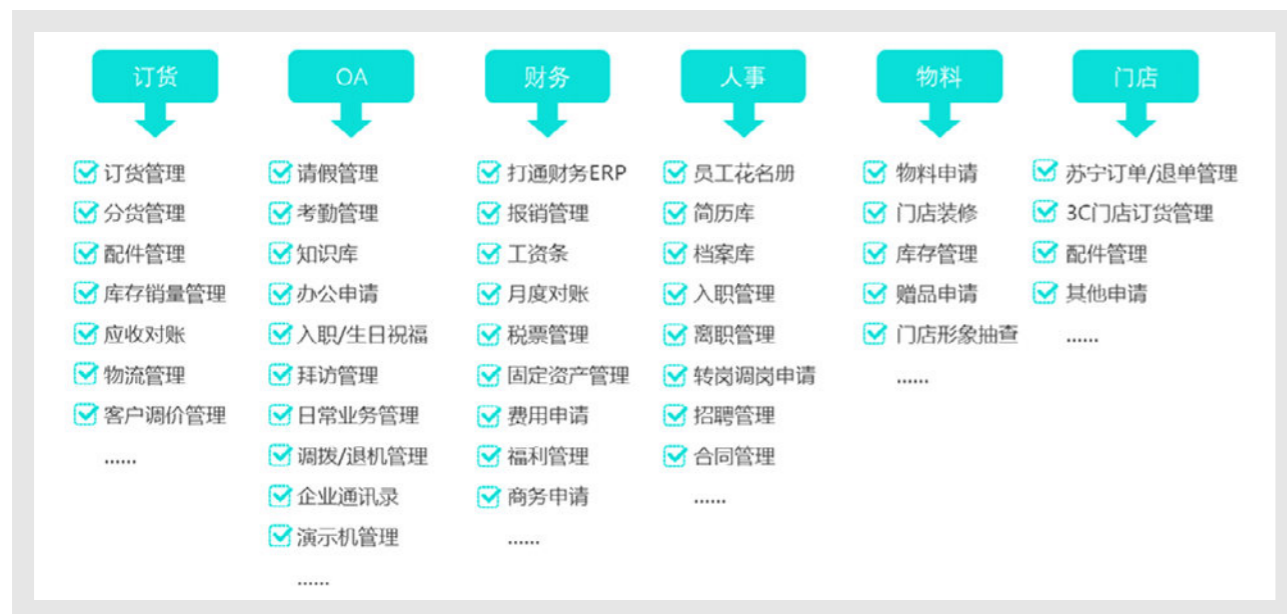 订货
订货管理
分货管理
配件管理
库存销量管理
应收对账
物流管理
客户调价管理
......
OA
请假管理
考勤管理
知识库
办公申请
入职/生日祝福
拜访管理
日常业务管理
调拨/退机管理
企业通讯录
演示机管理
......
财务
打通财务ERP
报销管理
工资条
月度对账
税票管理
固定资产管理
费用申请
福利管理
商务申请
......
人事
员工花名册
简历库
档案库
入职管理
离职管理
转岗调岗申请
招聘管理
合同管理
......
物料
物料申请
门店装修
库存管理
赠品申请
门店形象抽查
......
门店
苏宁订单/退单管理
3C门店订货管理
配件管理
其他申请
......